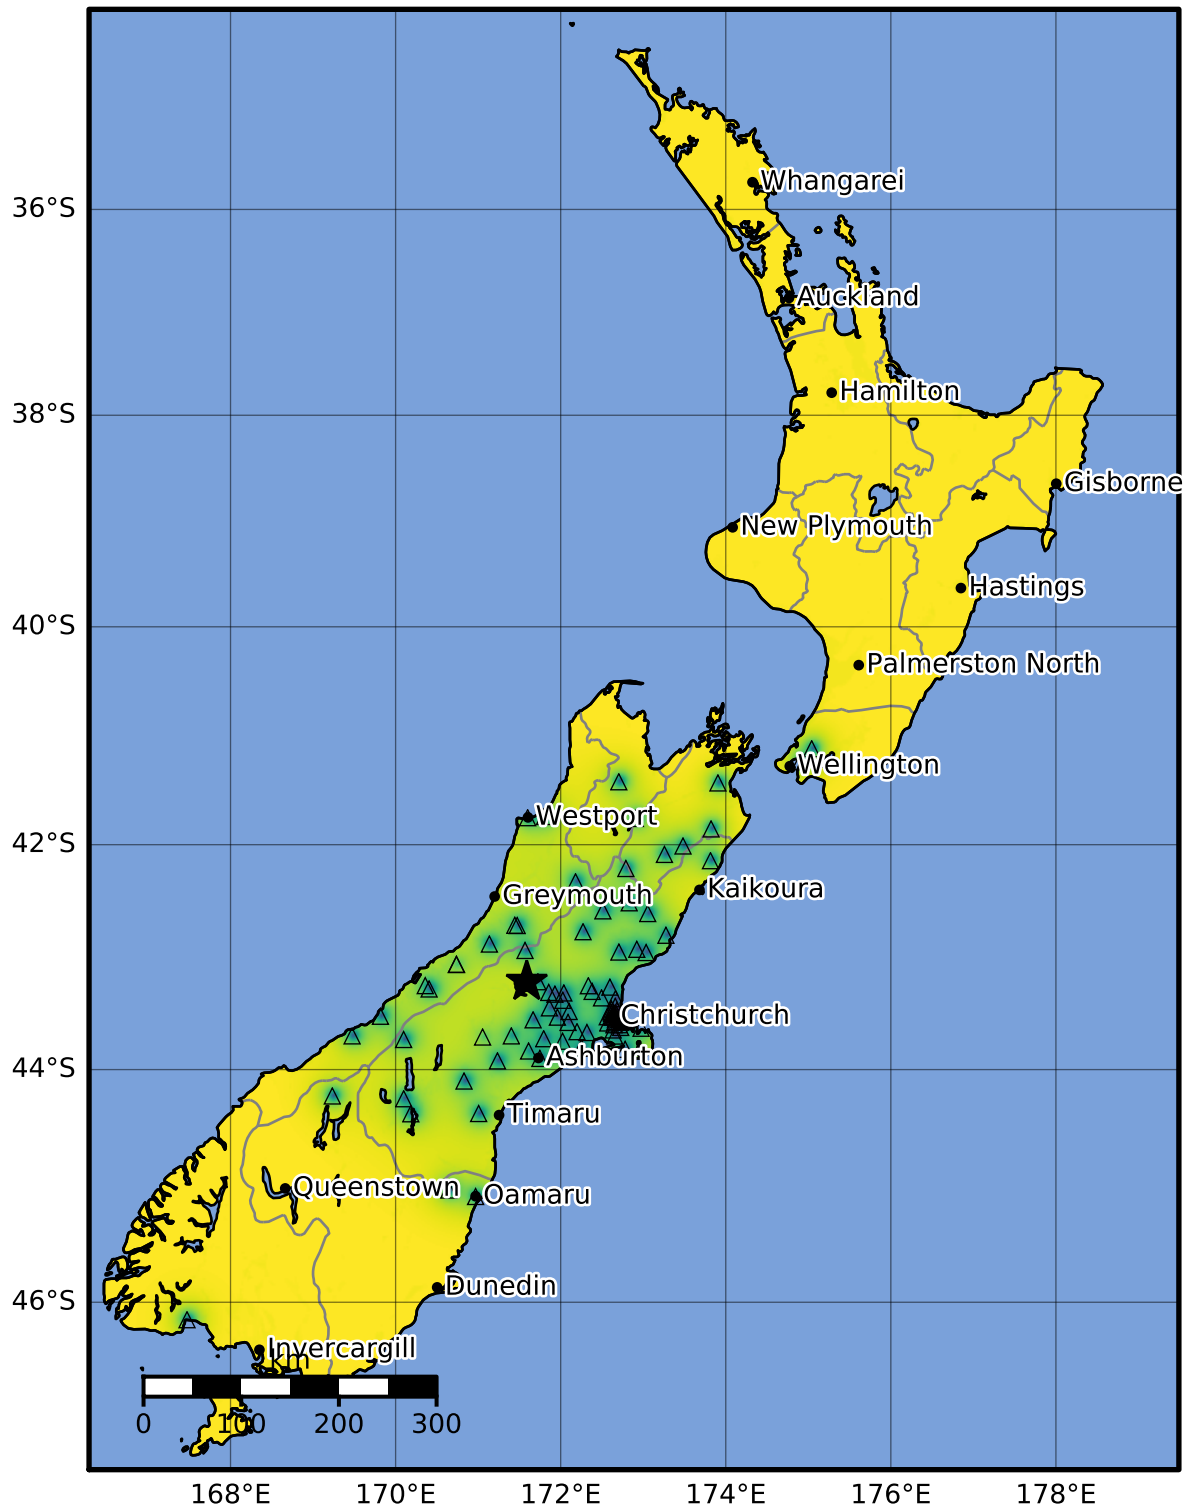 Whangarei
36°S
Auckland
Hamilton
38°S
Gisborne
New Plymouth
Hastings
40°S
Palmerston North
Wellington
Westport
42°S
Kaikoura
Greymouth
Christchurch
Ashburton
44°S
Timaru
Queenstown
Oamaru
Dunedin
46°S
Invercargill
km
0 100 200 300
168°E 170°E 172°E 174°E 176°E 178°E